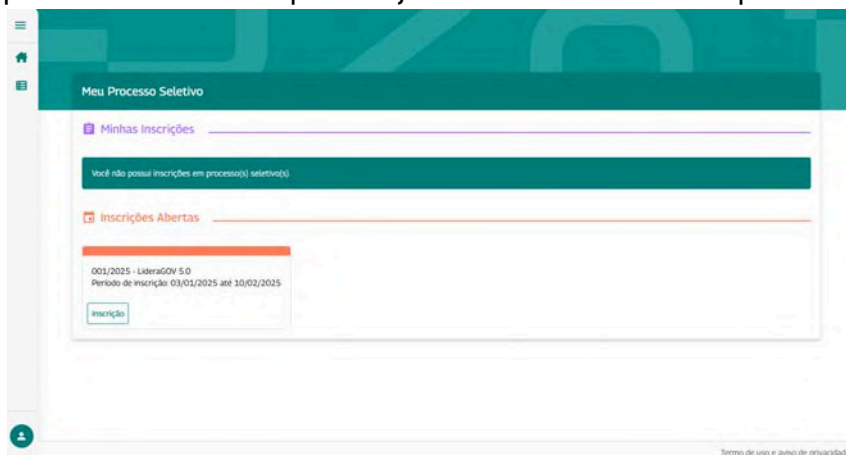 Meu Processo Seletivo
Minhas Inscrições
Você não possui inscrições em processo(s) seletivo(s).
Inscrições Abertas
001/2025 - LideraGOV 5.0
Período de inscrição: 03/01/2025 até 10/02/2025
Inscrição
Termo de uso e aviso de privacidade